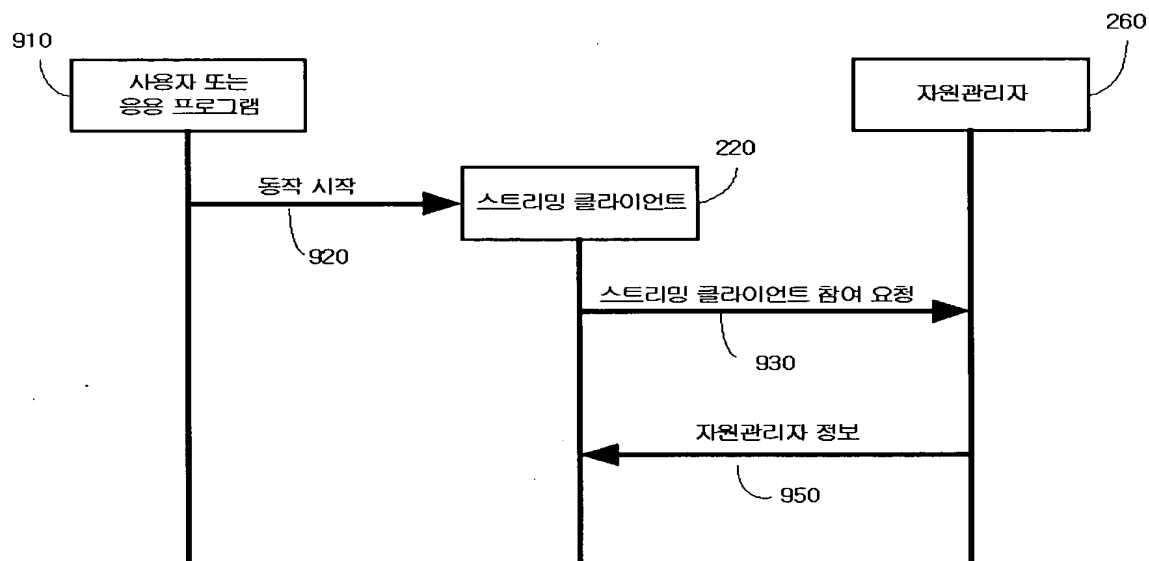 910
사용자 또는
응용 프로그램
260
자원관리자
220
스트리밍 클라이언트
동작 시작
920
스트리밍 클라이언트 참여 요청
930
자원관리자 정보
950